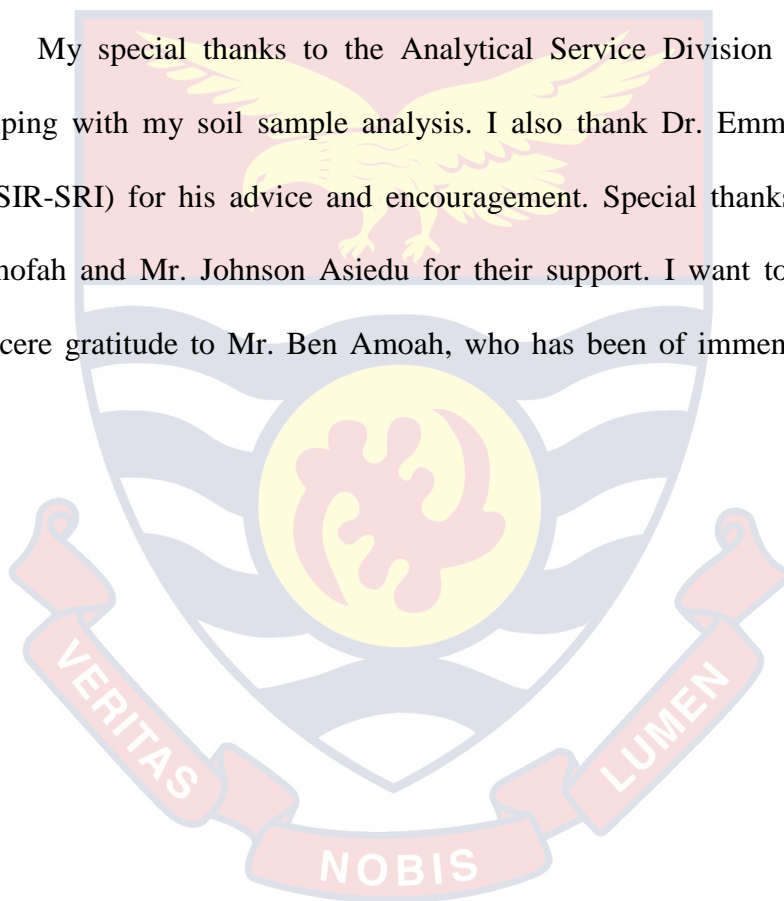 My special thanks to the Analytical Service Division
ping with my soil sample analysis. I also thank Dr. Emm
SIR-SRI) for his advice and encouragement. Special thanks
nofah and Mr. Johnson Asiedu for their support. I want to
cere gratitude to Mr. Ben Amoah, who has been of immen
VERITAS
NOBIS
LUMEN